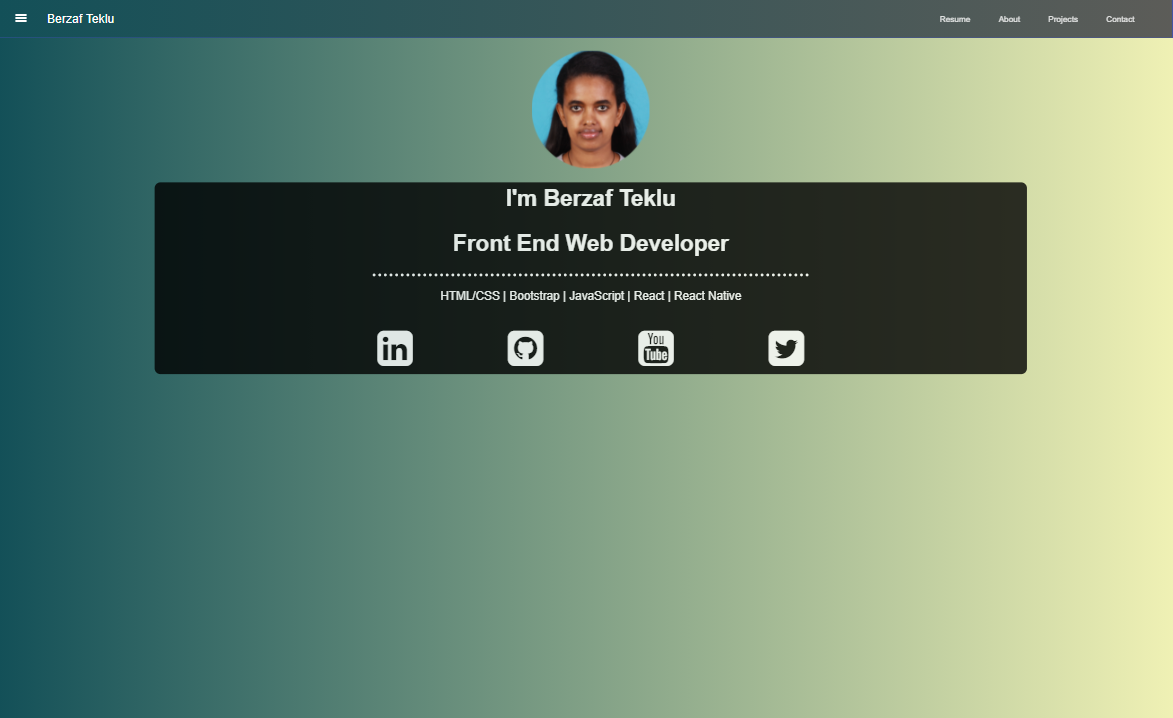 Berzaf Teklu
Resume About Projects Contact
I'm Berzaf Teklu
Front End Web Developer
HTML/CSS | Bootstrap | JavaScript | React | React Native
in
You
Tube